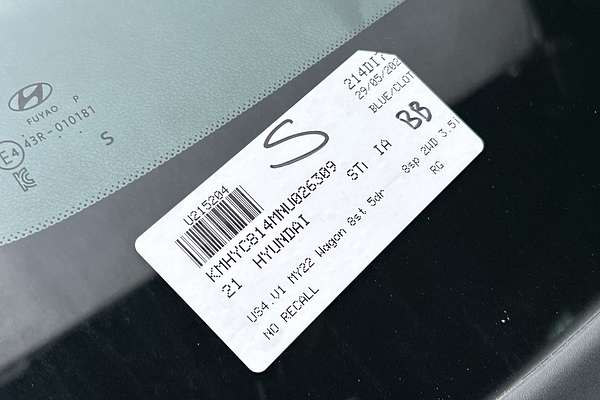 FUYAO P
E4
43R-010181
S
214DIT
29/05/202
BLUE/CLOT
BB
S
U215204
KMHYC814MNU026309
STi IA
8sp 2WD 3.5i
21 HYUNDAI
RG
US4.V1 MY22 Wagon 8st 5dr
NO RECALL